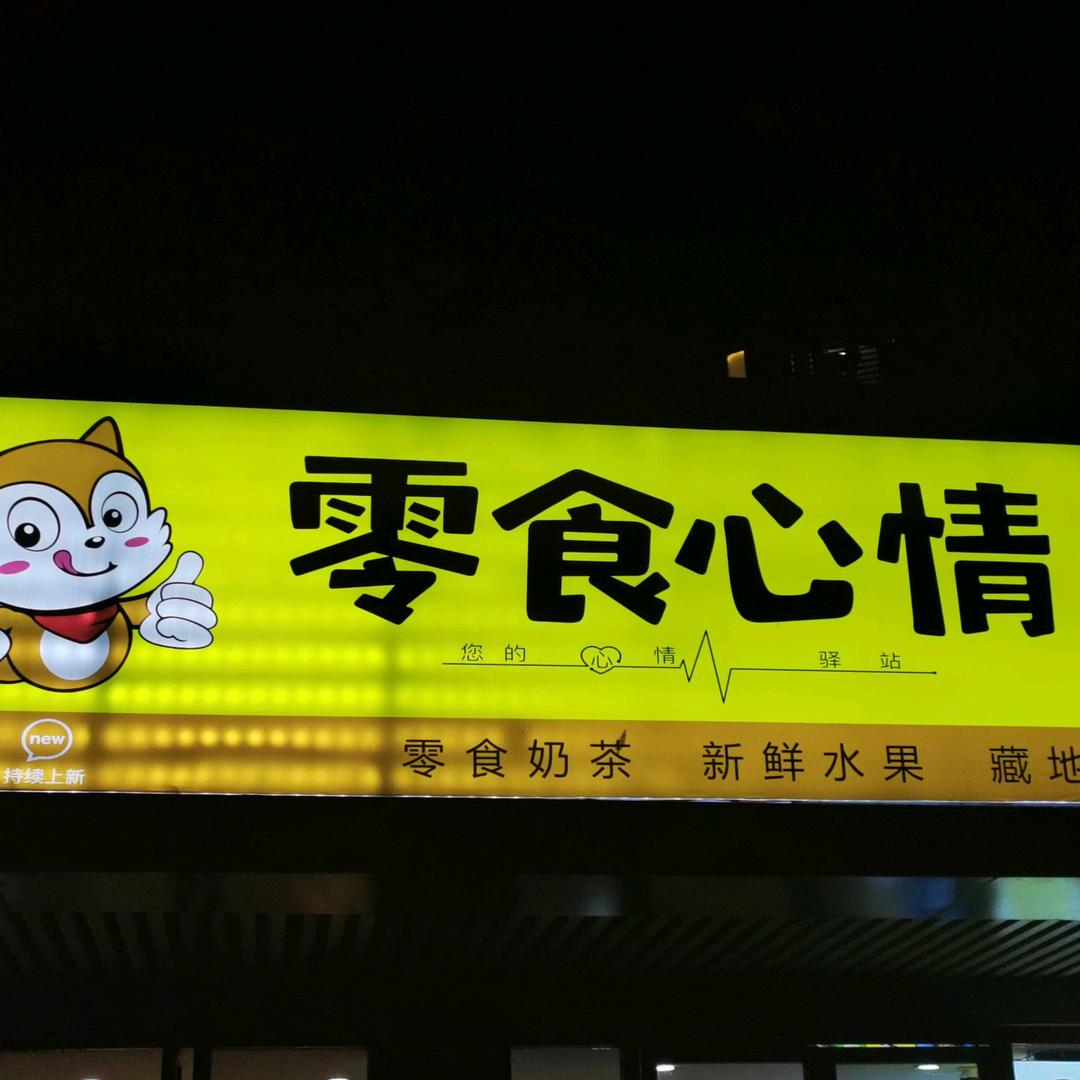 零食心情
您的心情驿站
new
持续上新
零食奶茶 新鲜水果 藏地